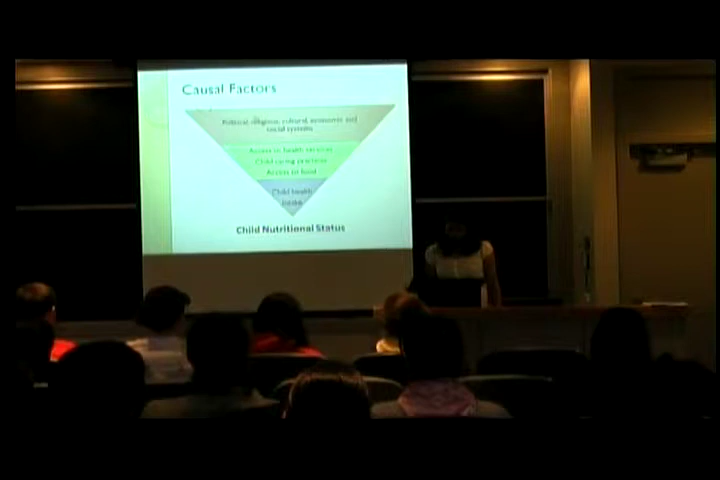 Causal Factors
Political, religious, cultural, economic and
social systems
Access to health services
Child caring practices
Access to food
Child health
Intake
Child Nutritional Status